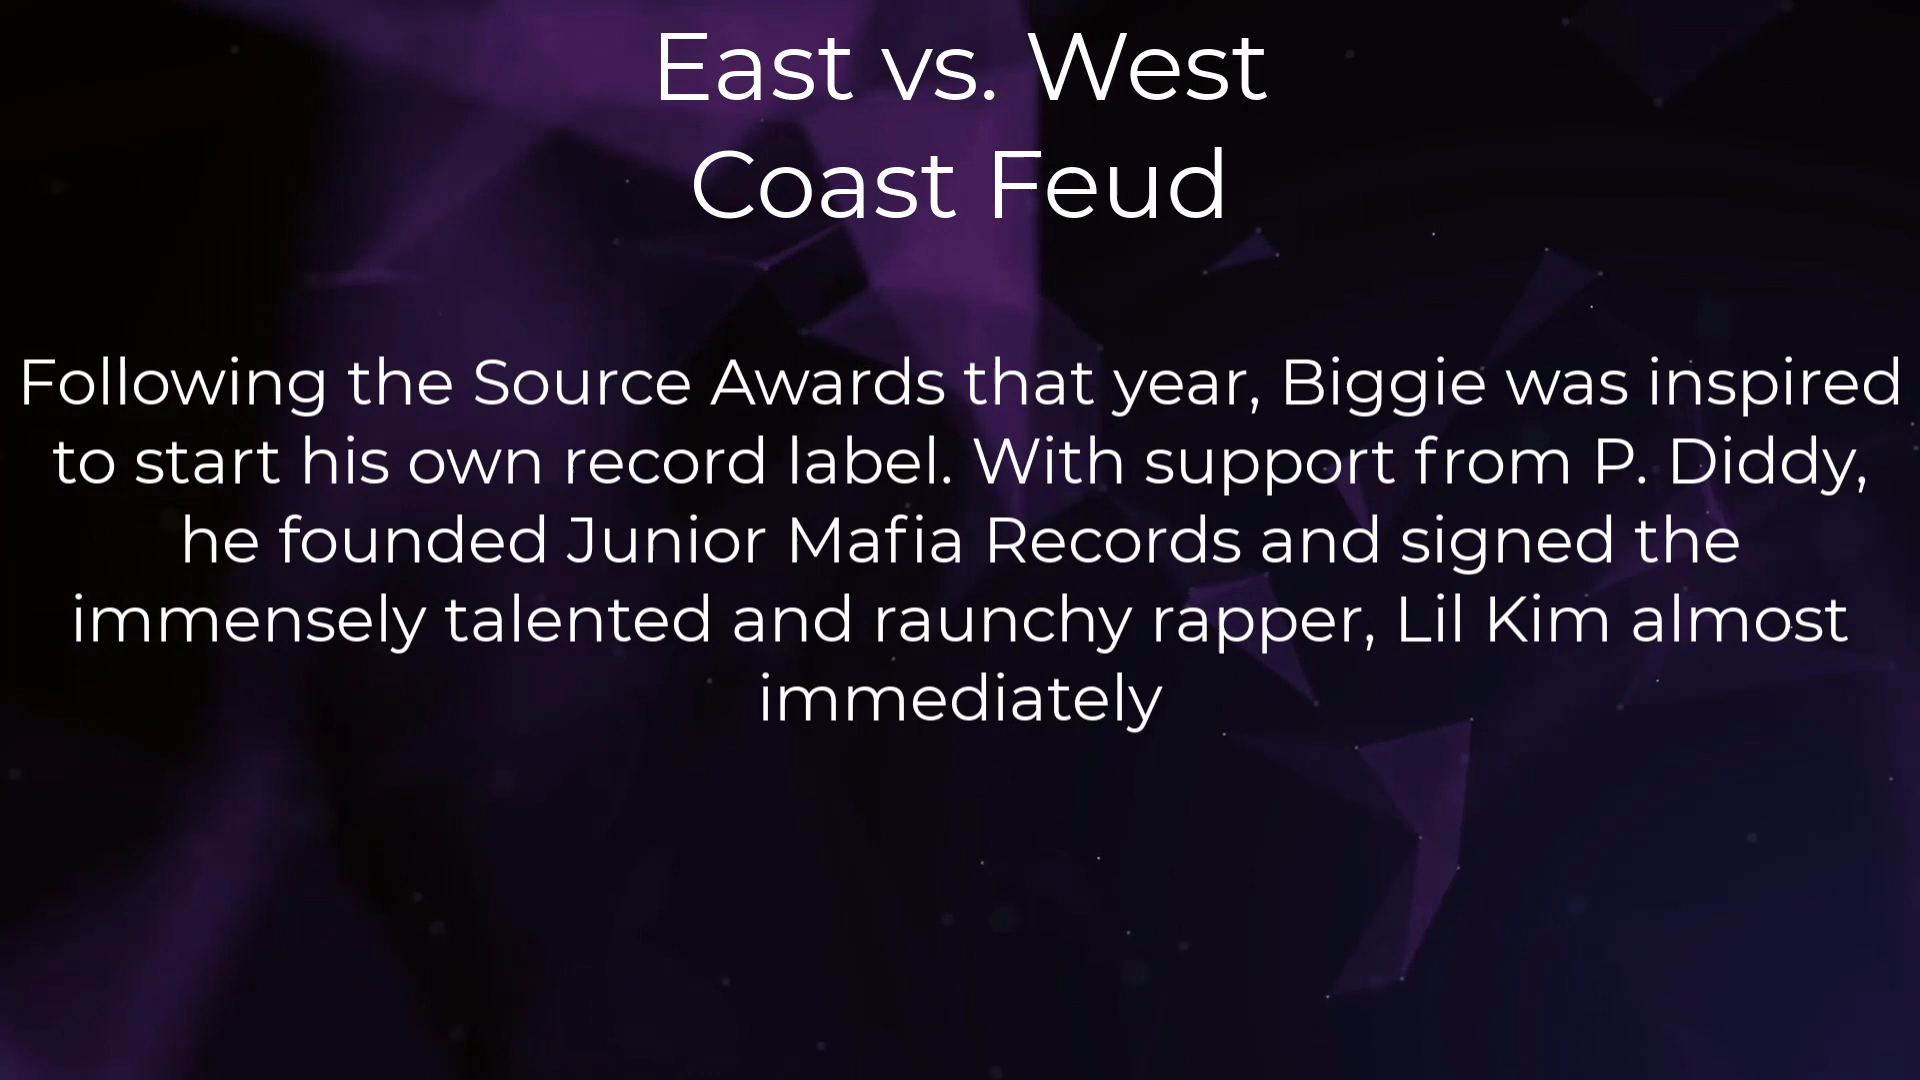 East vs. West
Coast Feud
Following the Source Awards that year, Biggie was inspired
to start his own record label. With support from P. Diddy,
he founded Junior Mafia Records and signed the
immensely talented and raunchy rapper, Lil Kim almost
immediately